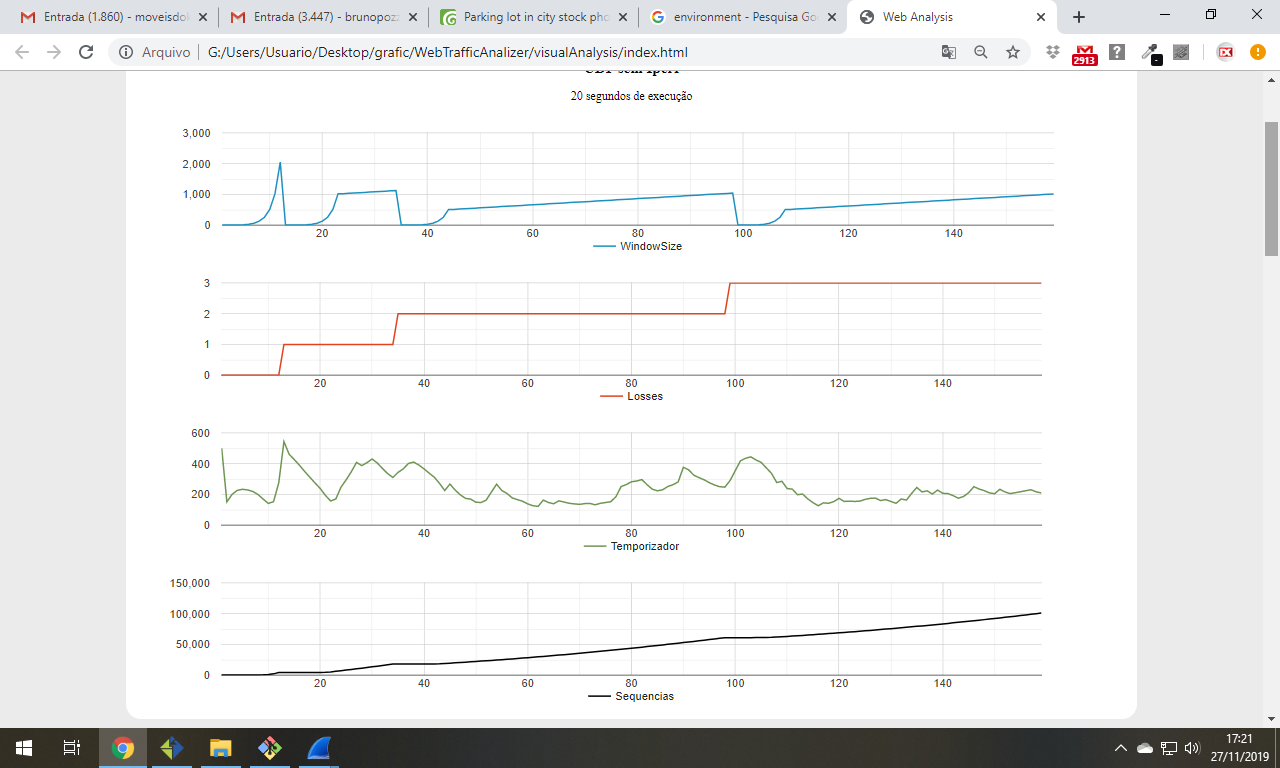 Entrada (1.860) - moveisdo
Entrada (3.447) - brunopoz
Parking lot in city stock pho
environment - Pesquisa Go
Web Analysis
Arquivo
G:/Users/Usuario/Desktop/grafic/WebTrafficAnalizer/visualAnalysis/index.html
2913
20 segundos de execução
3,000
2,000
1,000
0
20 40 60 80 100 120 140
WindowSize
3
2
1
0
20 40 60 80 100 120 140
Losses
600
400
200
0
20 40 60 80 100 120 140
Temporizador
150,000
100,000
50,000
0
20 40 60 80 100 120 140
Sequencias
17:21
27/11/2019